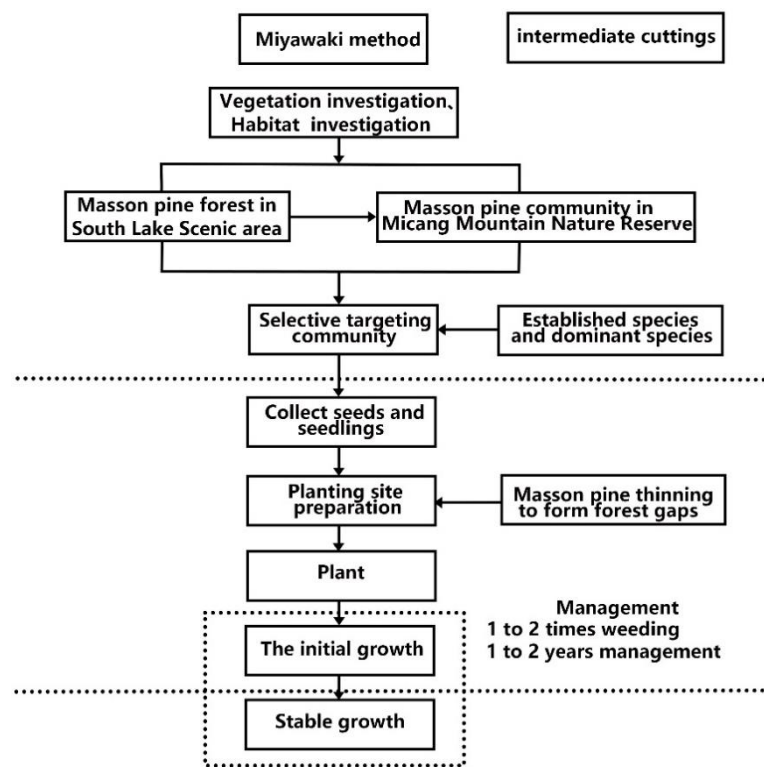 Miyawaki method
intermediate cuttings
Vegetation investigation、
Habitat investigation
Masson pine forest in
South Lake Scenic area
Masson pine community in
Micang Mountain Nature Reserve
Selective targeting
community
Established species
and dominant species
Collect seeds and
seedlings
Planting site
preparation
Masson pine thinning
to form forest gaps
Plant
Management
1 to 2 times weeding
1 to 2 years management
The initial growth
Stable growth